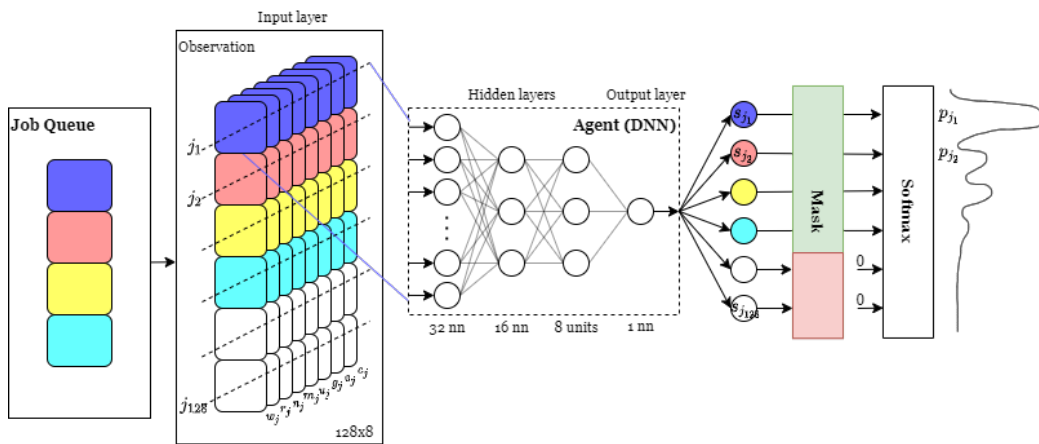 Input layer
Observation
Job Queue
j1
j2
j128
wj rj nj mj uj gj aj cj
128x8
Hidden layers
Output layer
Agent (DNN)
32 nn
16 nn
8 units
1 nn
sj1
sj2
sj128
Mask
0
0
Softmax
pj1
pj2